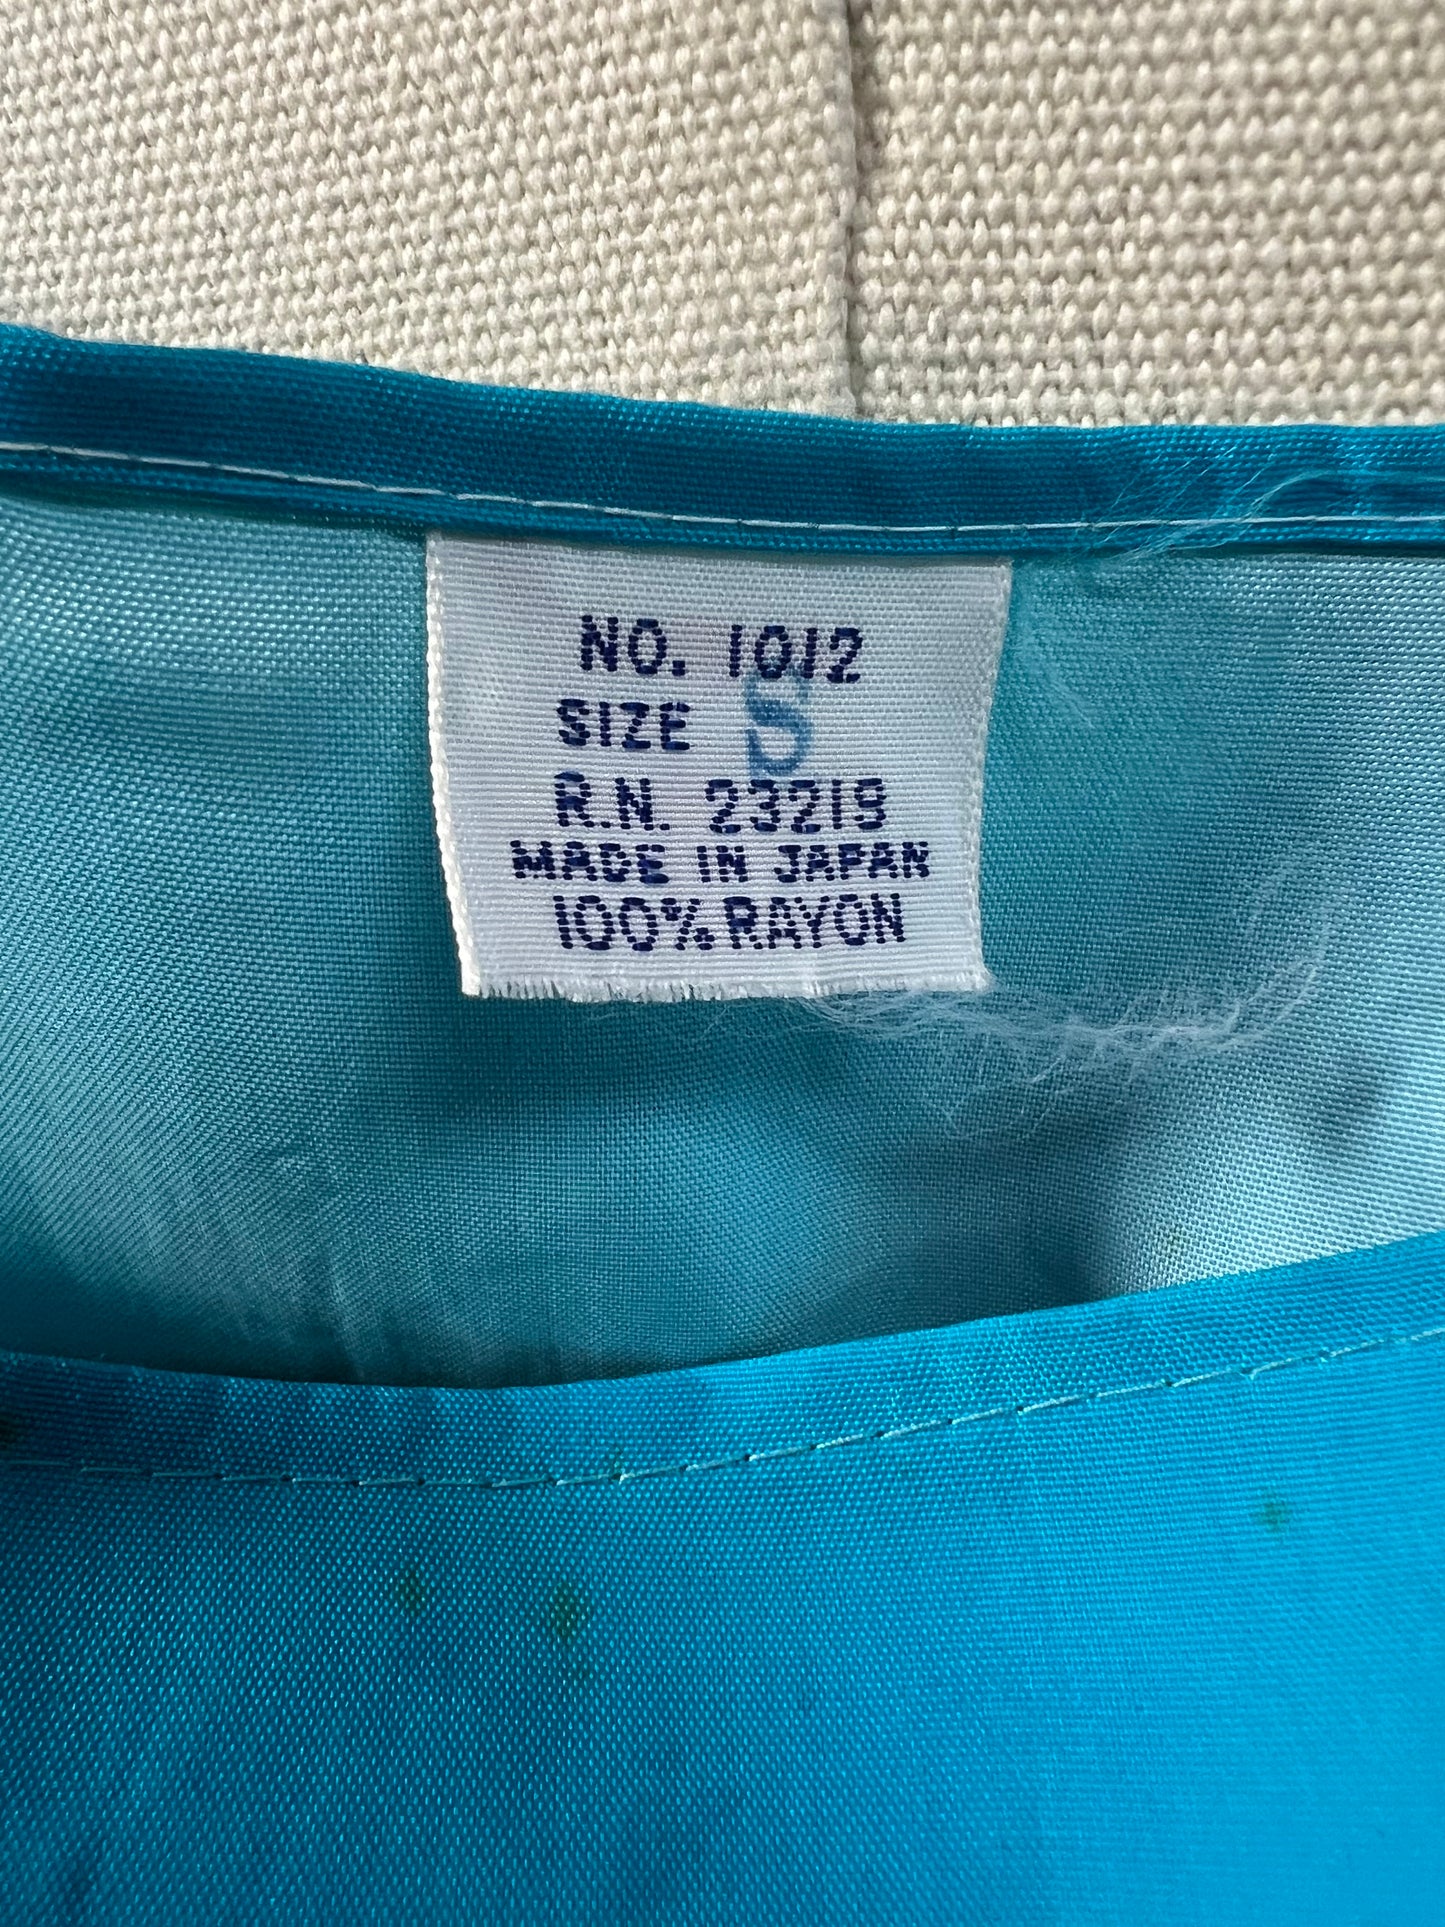 NO. 1012
SIZE S
R.N. 23219
MADE IN JAPAN
100% RAYON